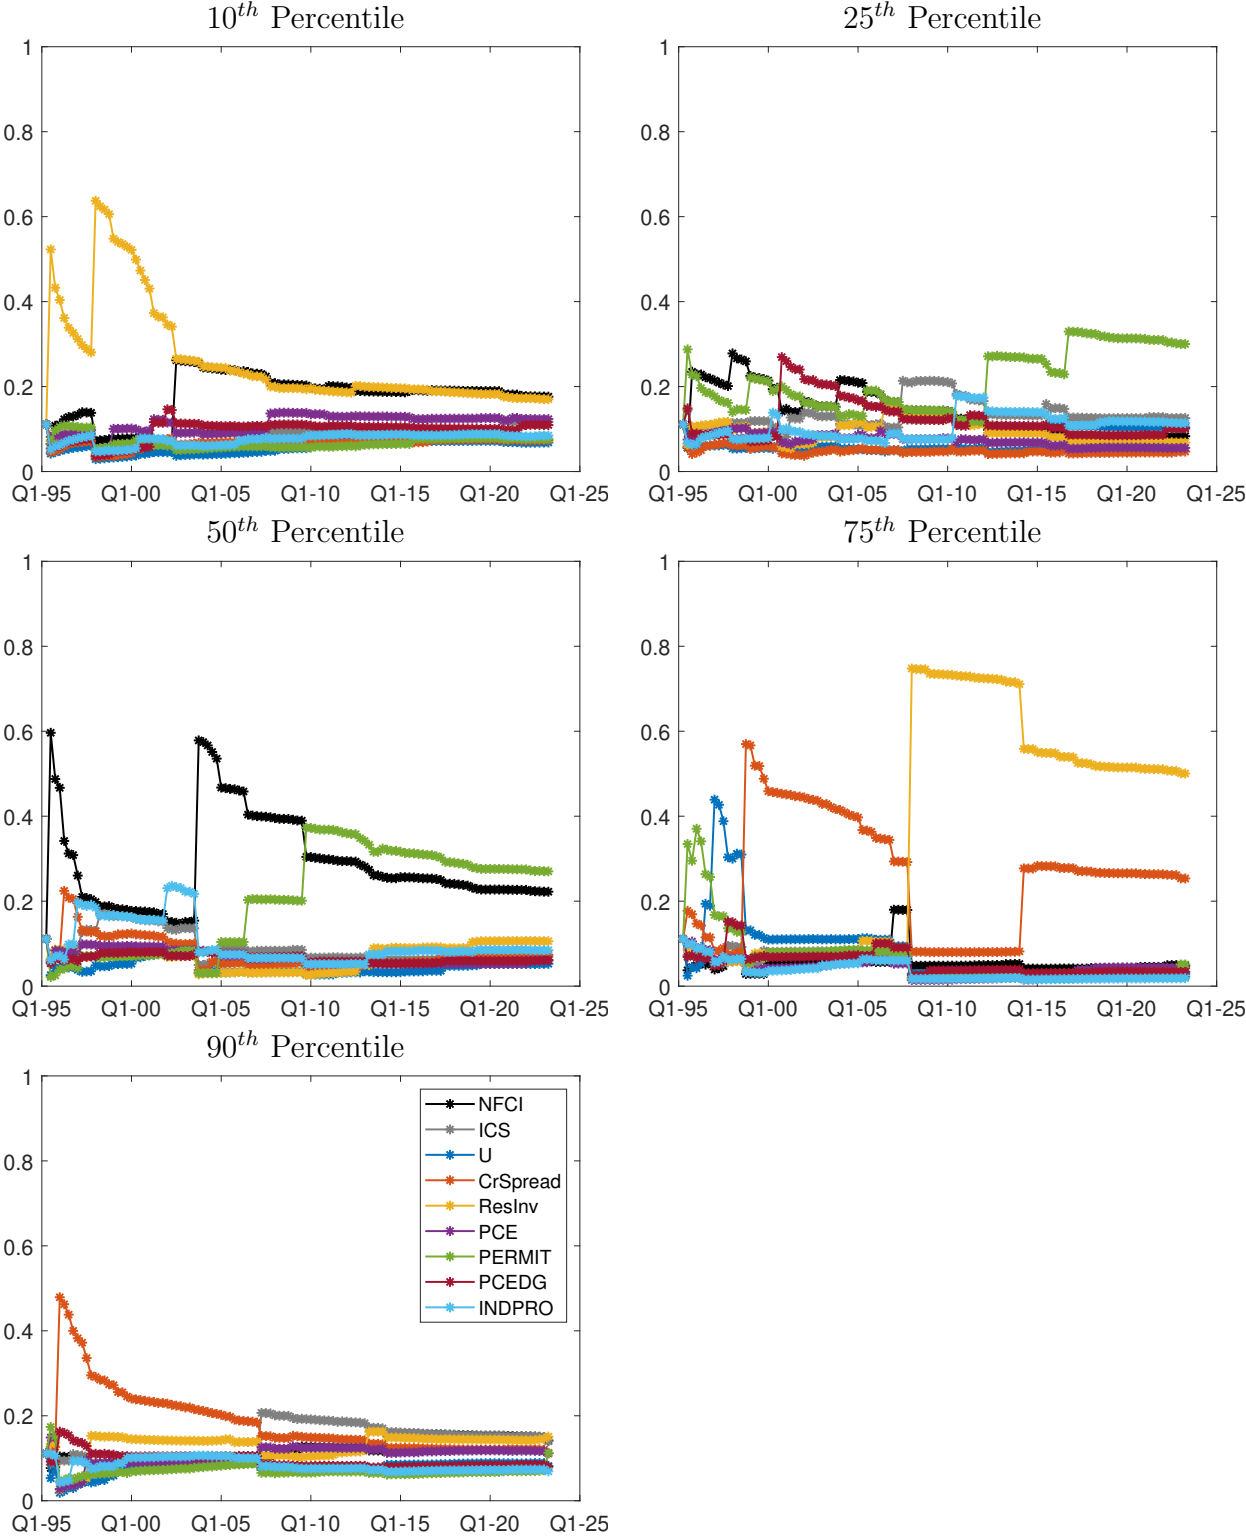 10th Percentile
25th Percentile
1
0.8
0.6
0.4
0.2
0
Q1-95 Q1-00 Q1-05 Q1-10 Q1-15 Q1-20 Q1-25
1
0.8
0.6
0.4
0.2
0
Q1-95 Q1-00 Q1-05 Q1-10 Q1-15 Q1-20 Q1-25
50th Percentile
75th Percentile
1
0.8
0.6
0.4
0.2
0
Q1-95 Q1-00 Q1-05 Q1-10 Q1-15 Q1-20 Q1-25
1
0.8
0.6
0.4
0.2
0
Q1-95 Q1-00 Q1-05 Q1-10 Q1-15 Q1-20 Q1-25
90th Percentile
1
0.8
0.6
0.4
0.2
0
Q1-95 Q1-00 Q1-05 Q1-10 Q1-15 Q1-20 Q1-25
NFCI
ICS
U
CrSpread
ResInv
PCE
PERMIT
PCEDG
INDPRO